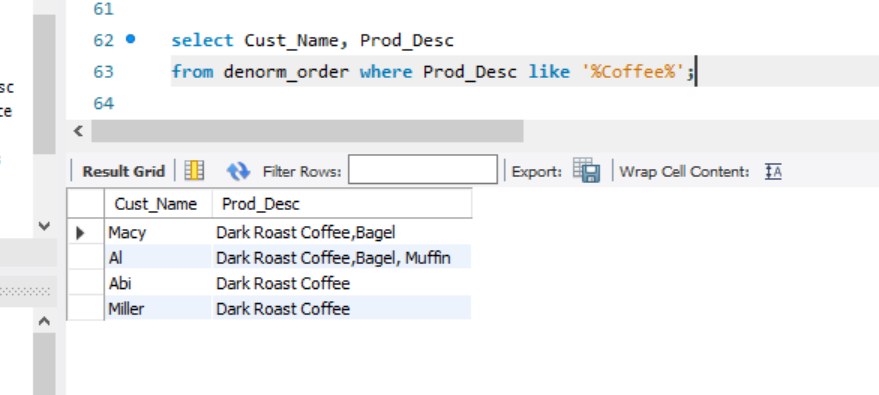 61
62 select Cust_Name, Prod_Desc
sc 63 from denorm_order where Prod_Desc like '%Coffee%';
64
Result Grid Filter Rows: Export: Wrap Cell Content:
Cust_Name Prod_Desc
Macy Dark Roast Coffee,Bagel
Al Dark Roast Coffee,Bagel, Muffin
Abi Dark Roast Coffee
Miller Dark Roast Coffee